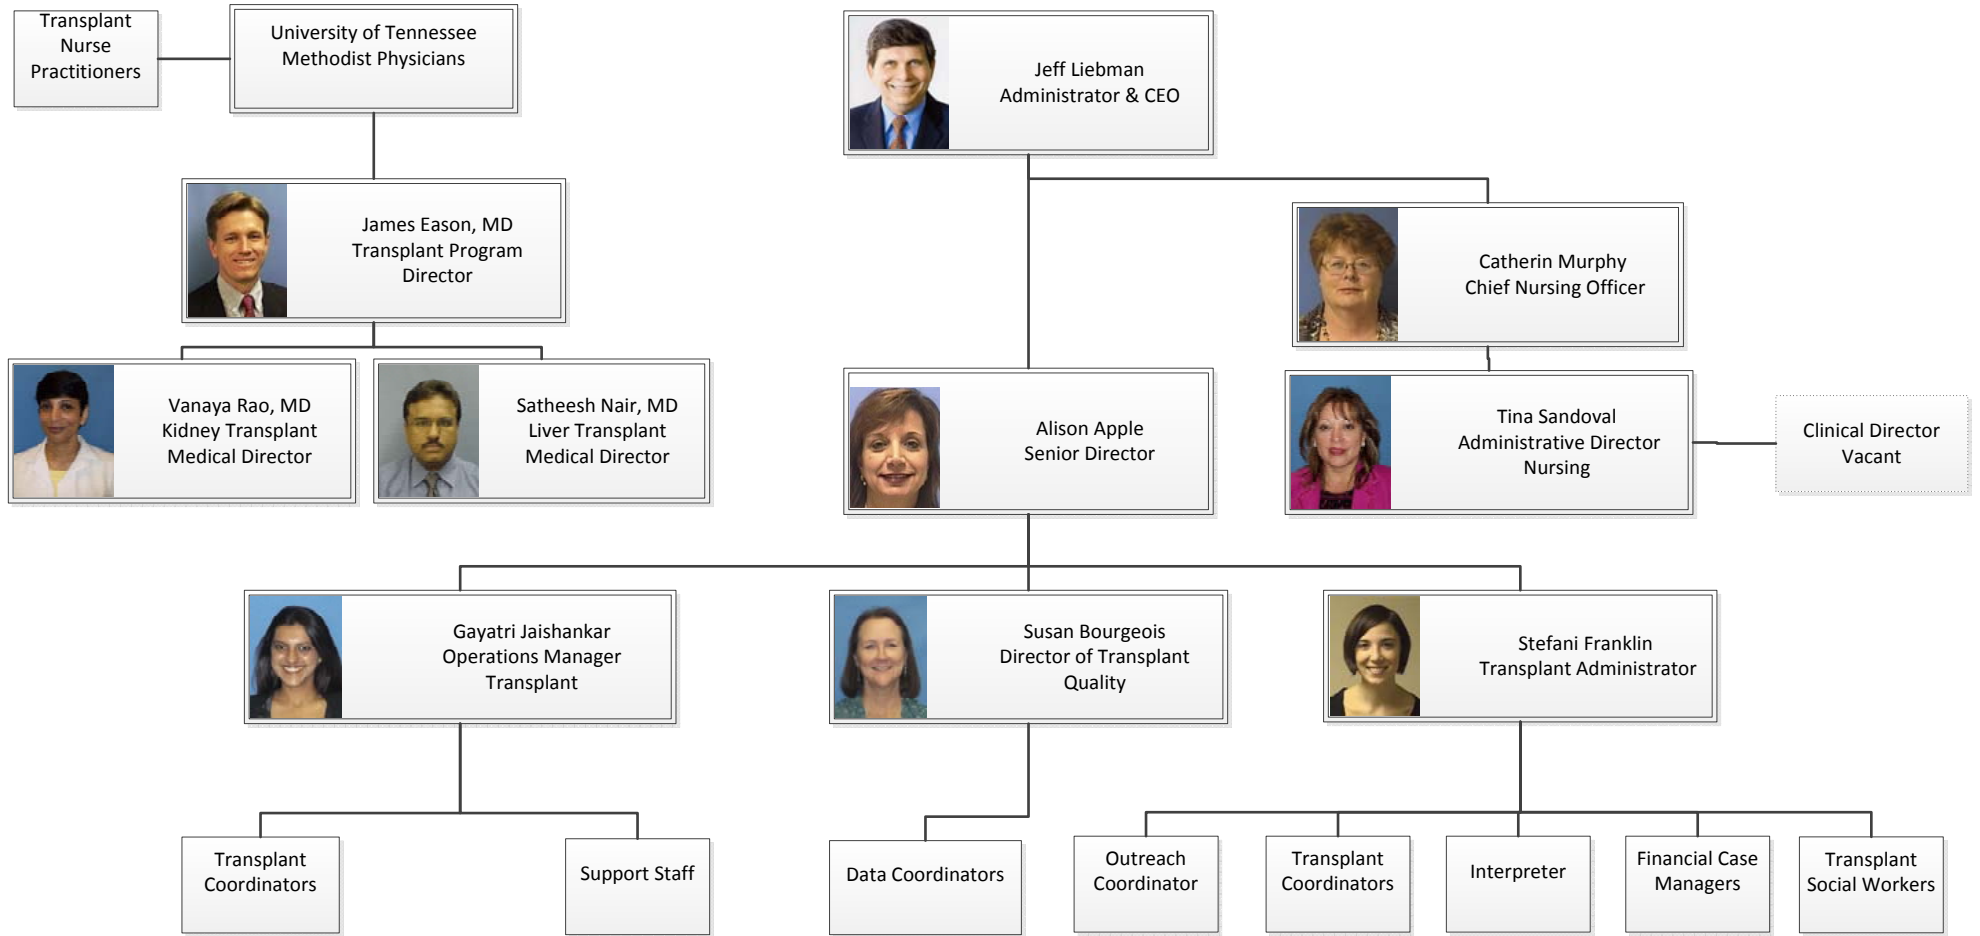 Transplant
Nurse
Practitioners
University of Tennessee
Methodist Physicians
Jeff Liebman
Administrator & CEO
James Eason, MD
Transplant Program
Director
Catherin Murphy
Chief Nursing Officer
Vanaya Rao, MD
Kidney Transplant
Medical Director
Satheesh Nair, MD
Liver Transplant
Medical Director
Alison Apple
Senior Director
Tina Sandoval
Administrative Director
Nursing
Clinical Director
Vacant
Gayatri Jaishankar
Operations Manager
Transplant
Susan Bourgeois
Director of Transplant
Quality
Stefani Franklin
Transplant Administrator
Transplant
Coordinators
Support Staff
Data Coordinators
Outreach
Coordinator
Transplant
Coordinators
Interpreter
Financial Case
Managers
Transplant
Social Workers